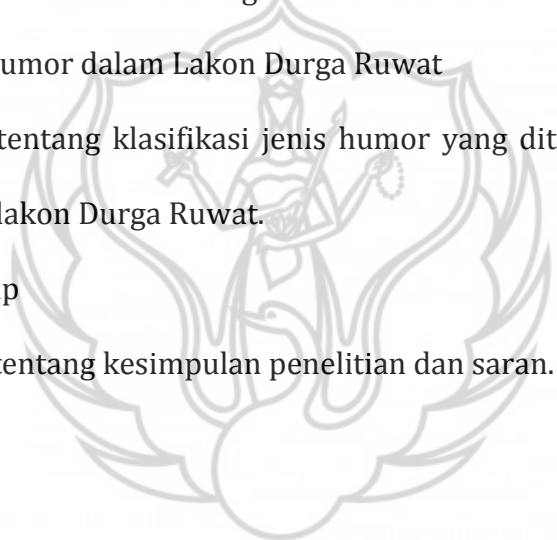 umor dalam Lakon Durga Ruwat
tentang klasifikasi jenis humor yang dit
lakon Durga Ruwat.
p
tentang kesimpulan penelitian dan saran.